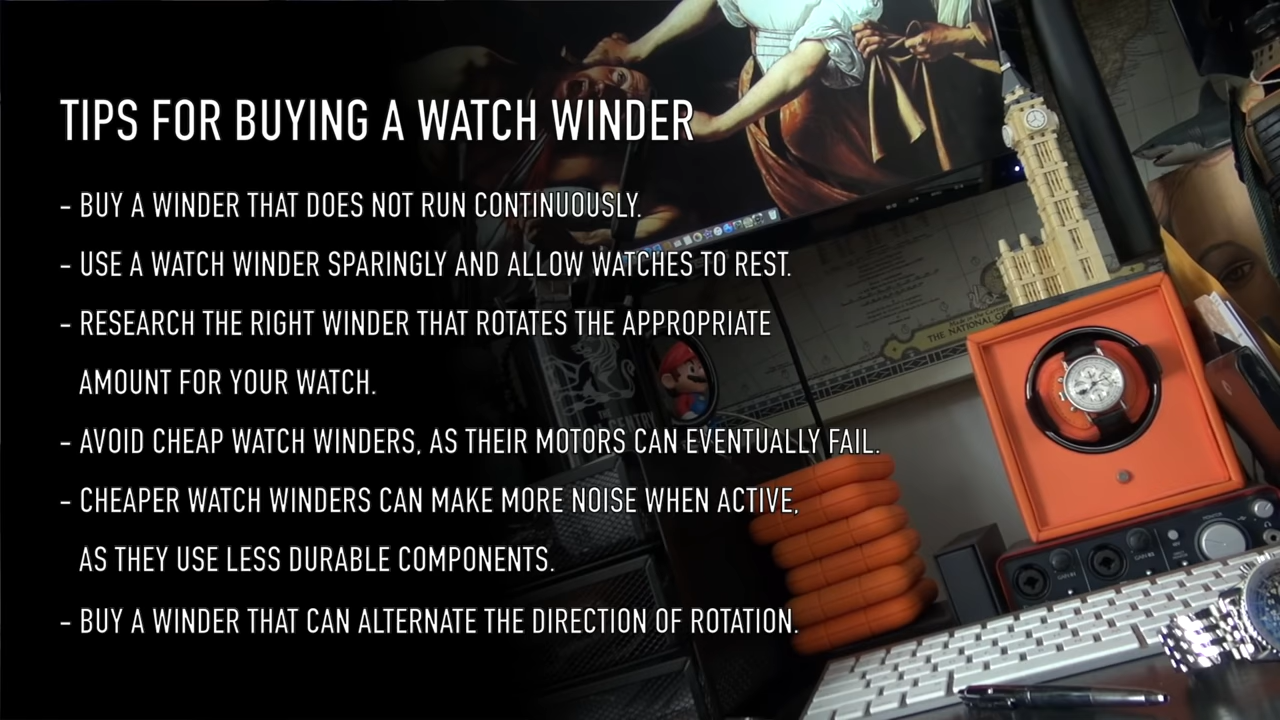 TIPS FOR BUYING A WATCH WINDER
- BUY A WINDER THAT DOES NOT RUN CONTINUOUSLY.
- USE A WATCH WINDER SPARINGLY AND ALLOW WATCHES TO REST.
- RESEARCH THE RIGHT WINDER THAT ROTATES THE APPROPRIATE
AMOUNT FOR YOUR WATCH.
- AVOID CHEAP WATCH WINDERS, AS THEIR MOTORS CAN EVENTUALLY FAIL.
- CHEAPER WATCH WINDERS CAN MAKE MORE NOISE WHEN ACTIVE,
AS THEY USE LESS DURABLE COMPONENTS.
- BUY A WINDER THAT CAN ALTERNATE THE DIRECTION OF ROTATION.
THE NATIONAL
THE